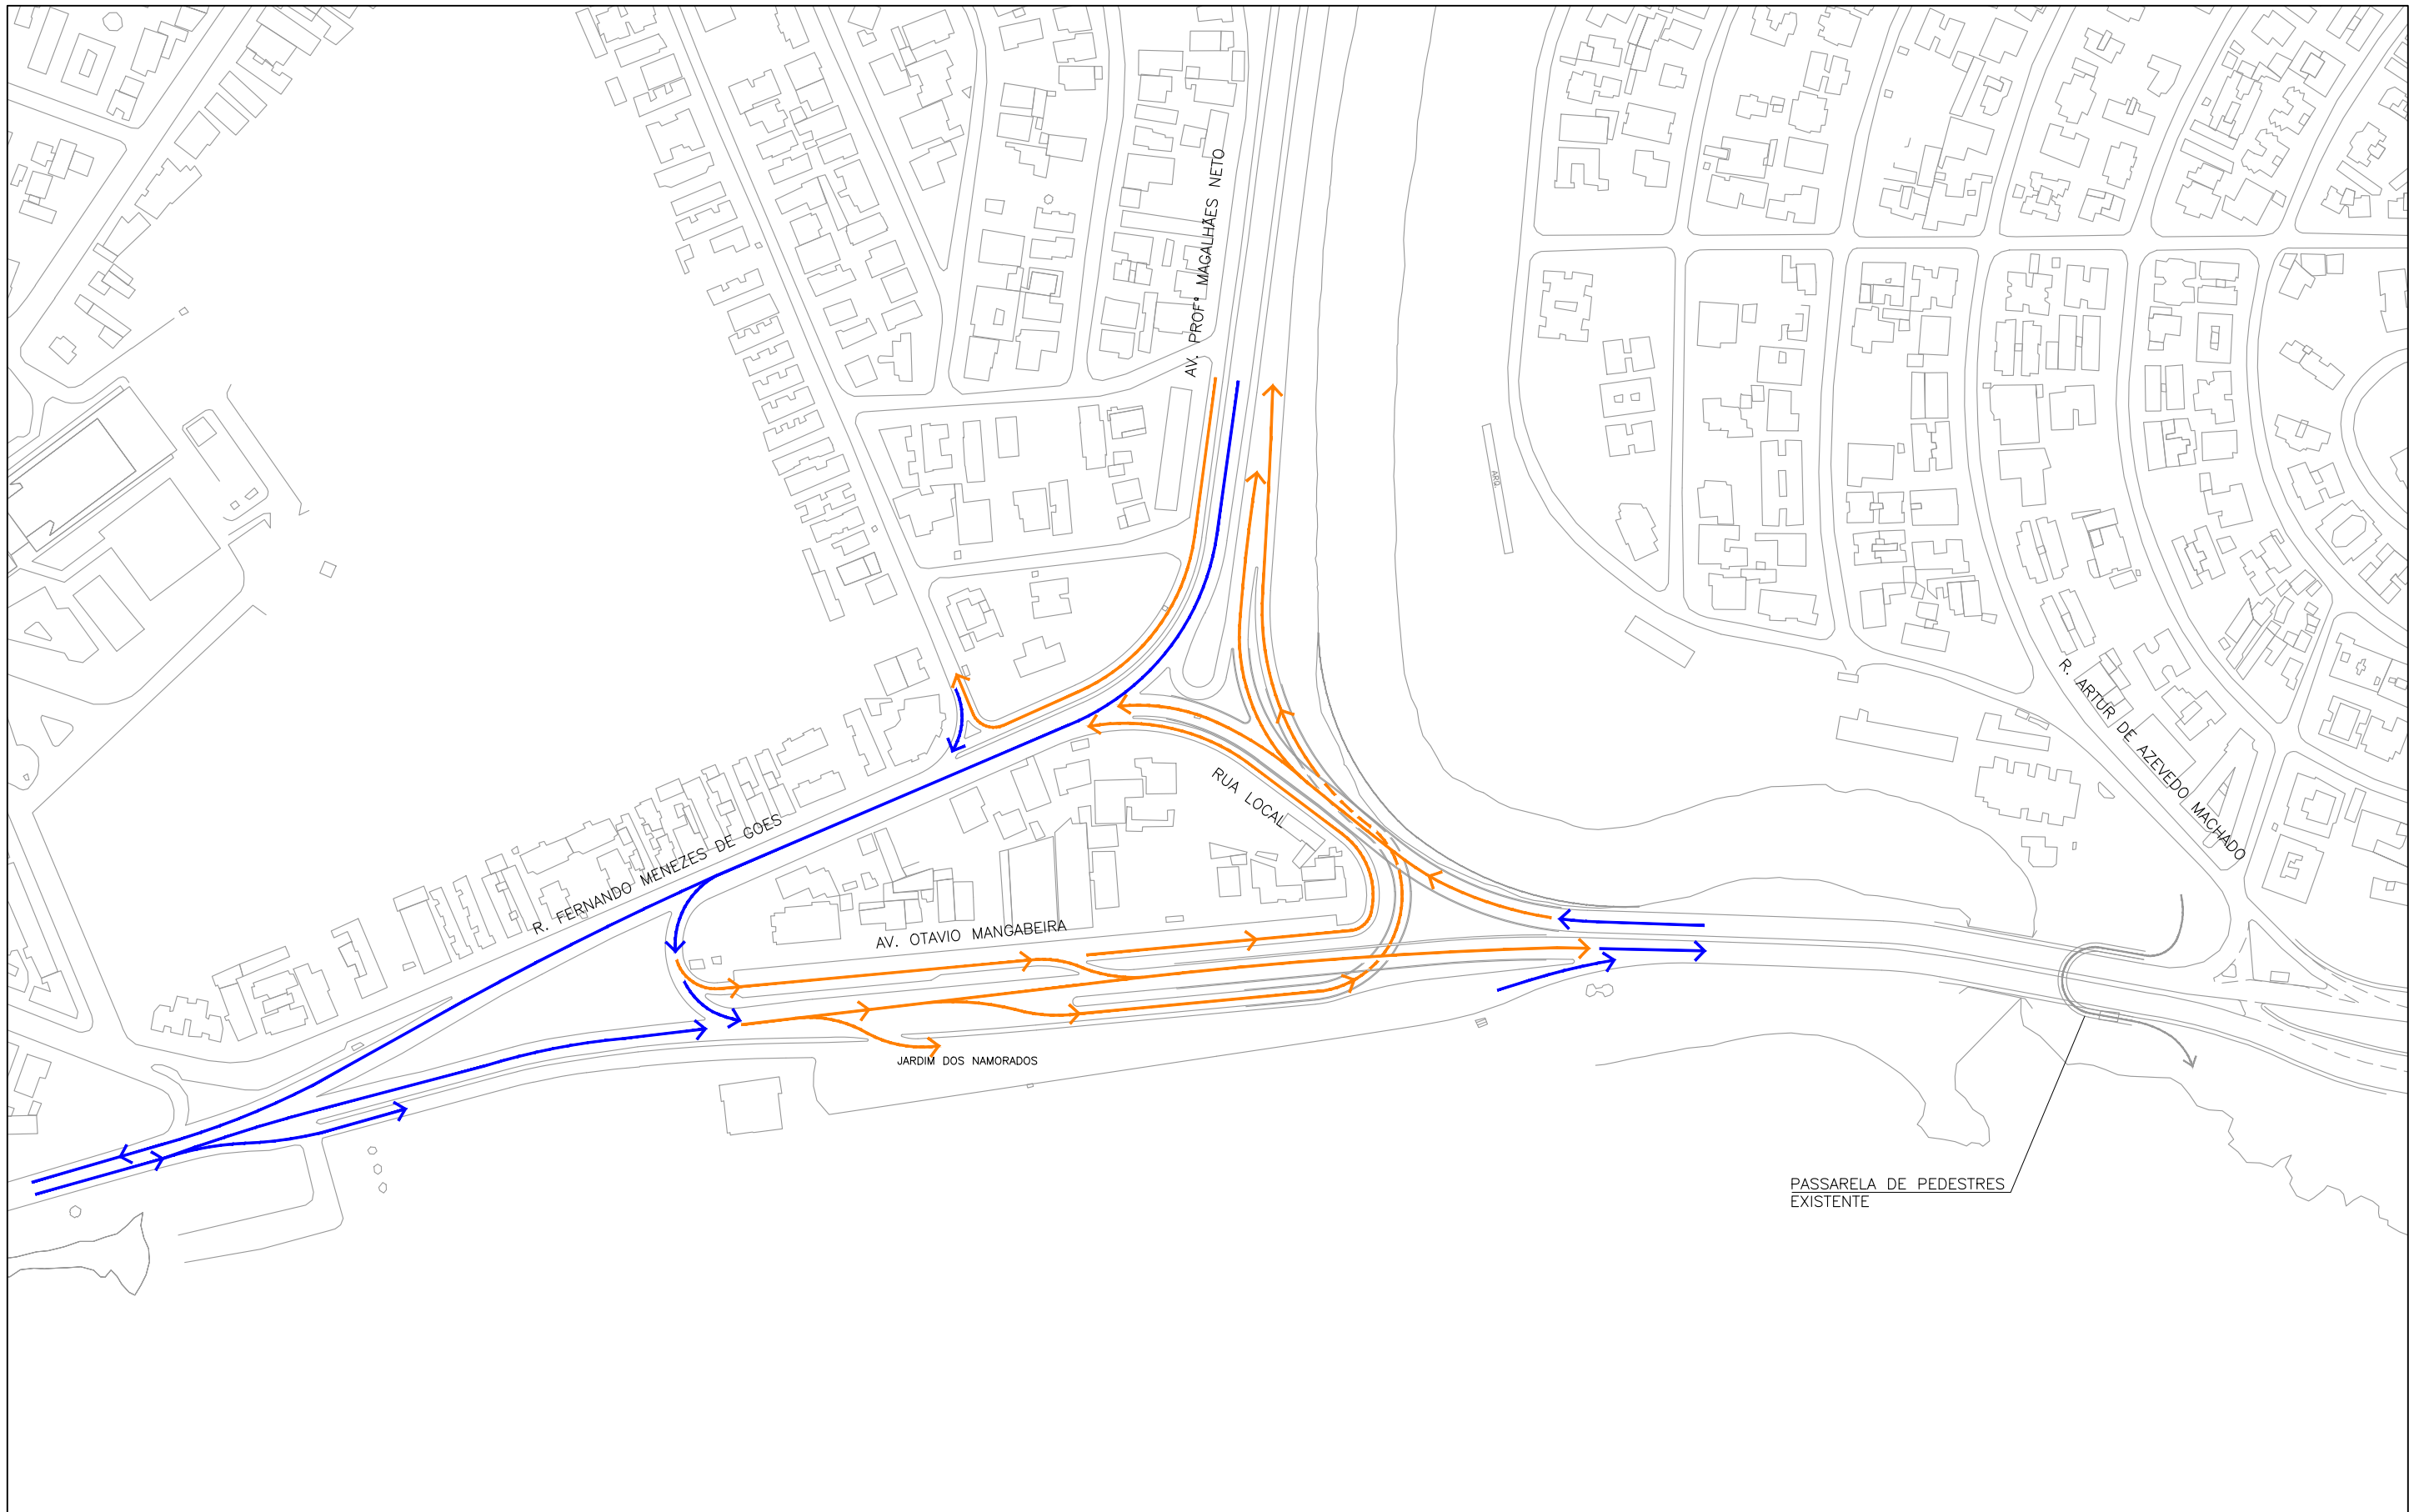 AV. PROFº MAGALHÃES NETO
ARQ.
R. ARTUR DE AZEVEDO MACHADO
RUA LOCAL
R. FERNANDO MENEZES DE GOES
AV. OTAVIO MANGABEIRA
JARDIM DOS NAMORADOS
PASSARELA DE PEDESTRES
EXISTENTE